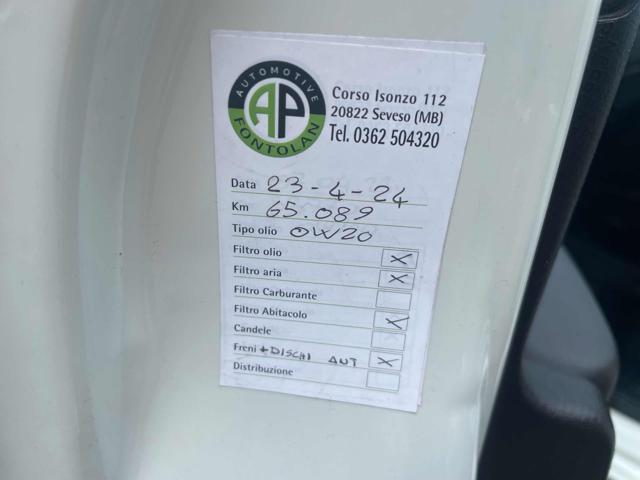 AUTOMOTIVE
AP
FONTOLAN
Corso Isonzo 112
20822 Seveso (MB)
Tel. 0362 504320
Data 23-4-24
Km 65.089
Tipo olio 0W20
Filtro olio X
Filtro aria X
Filtro Carburante
Filtro Abitacolo X
Candele
Freni + DISCHI ANT X
Distribuzione